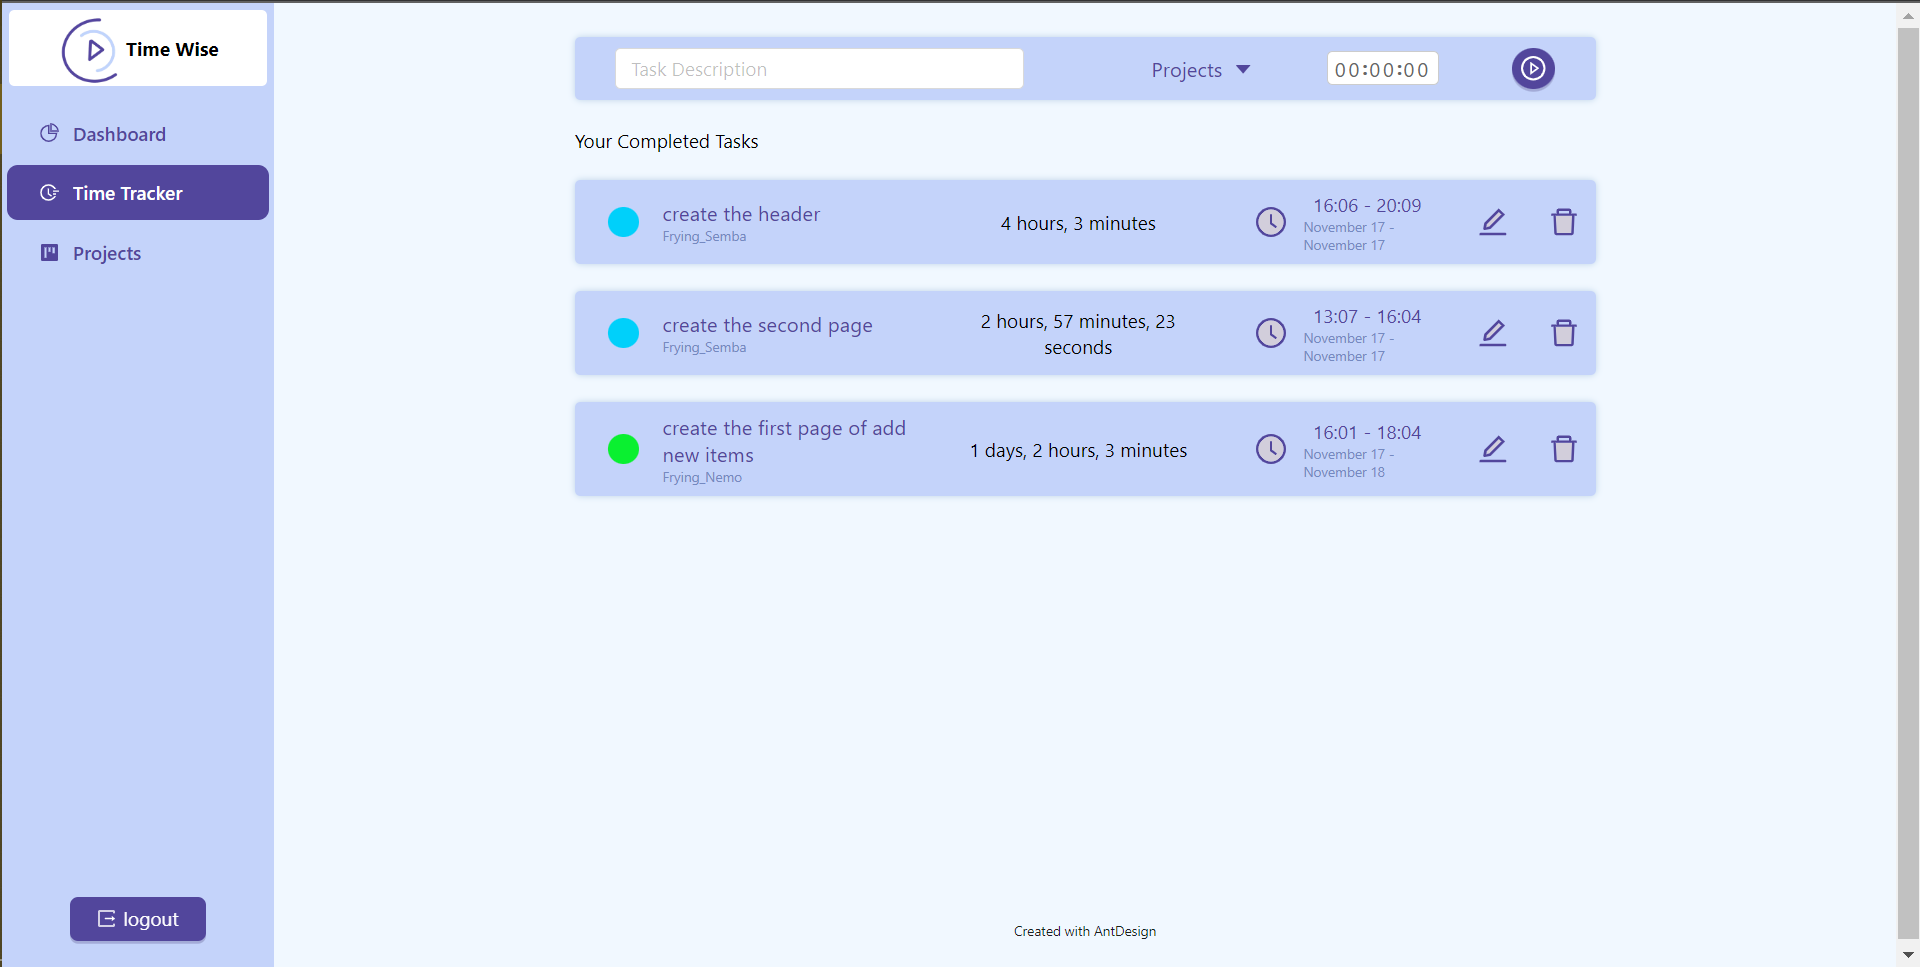 Time Wise
Dashboard
Time Tracker
Projects
logout
Task Description
Projects
00:00:00
Your Completed Tasks
create the header
Frying_Semba
4 hours, 3 minutes
16:06 - 20:09
November 17 -
November 17
create the second page
Frying_Semba
2 hours, 57 minutes, 23
seconds
13:07 - 16:04
November 17 -
November 17
create the first page of add
new items
Frying_Nemo
1 days, 2 hours, 3 minutes
16:01 - 18:04
November 17 -
November 18
Created with AntDesign